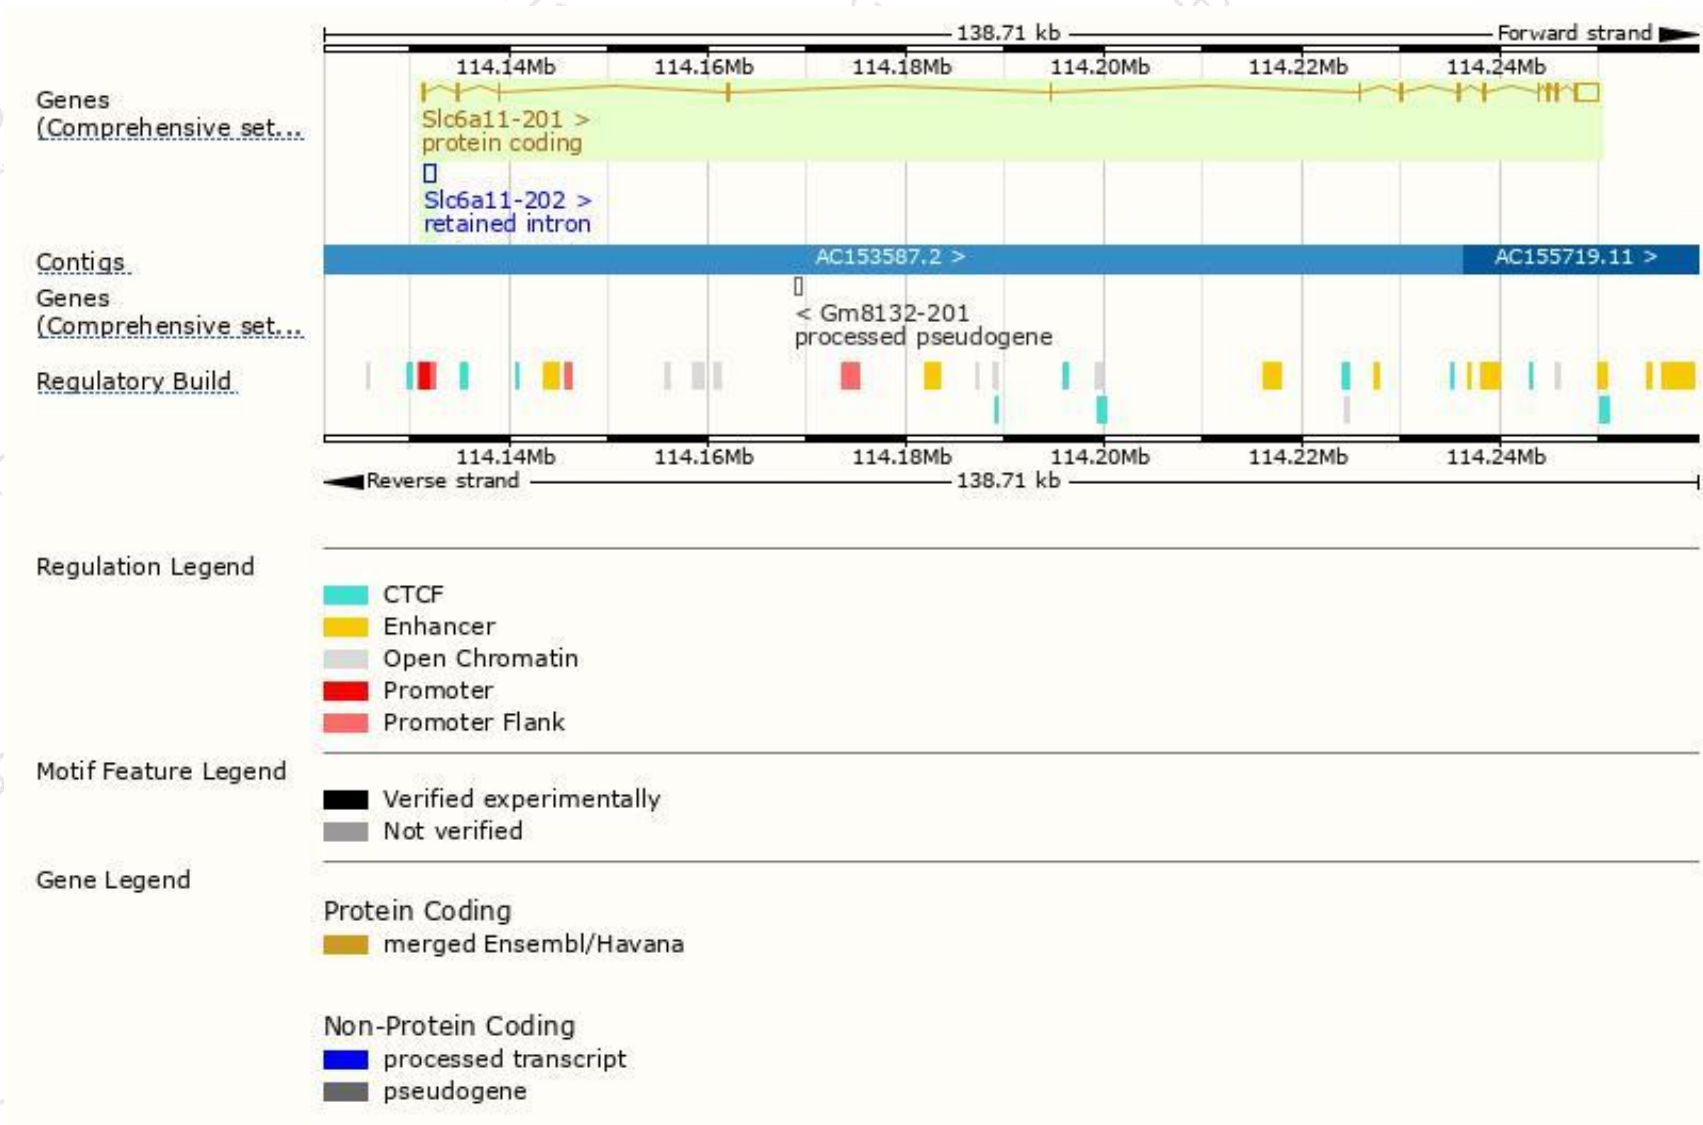 138.71 kb
Forward strand
114.14Mb 114.16Mb 114.18Mb 114.20Mb 114.22Mb 114.24Mb
Genes
(Comprehensive set...
Slc6a11-201 >
protein coding
Slc6a11-202 >
retained intron
Contigs
AC153587.2 >
AC155719.11 >
Genes
(Comprehensive set...
< Gm8132-201
processed pseudogene
Regulatory Build
114.14Mb 114.16Mb 114.18Mb 114.20Mb 114.22Mb 114.24Mb
Reverse strand
138.71 kb
Regulation Legend
CTCF
Enhancer
Open Chromatin
Promoter
Promoter Flank
Motif Feature Legend
Verified experimentally
Not verified
Gene Legend
Protein Coding
merged Ensembl/Havana
Non-Protein Coding
processed transcript
pseudogene